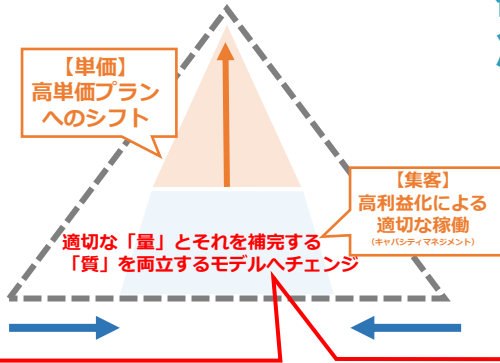 【単価】
高単価プラン
へのシフト
【集客】
高利益化による
適切な稼働
(キャパシティマネジメント)
適切な「量」とそれを補完する
「質」を両立するモデルへチェンジ